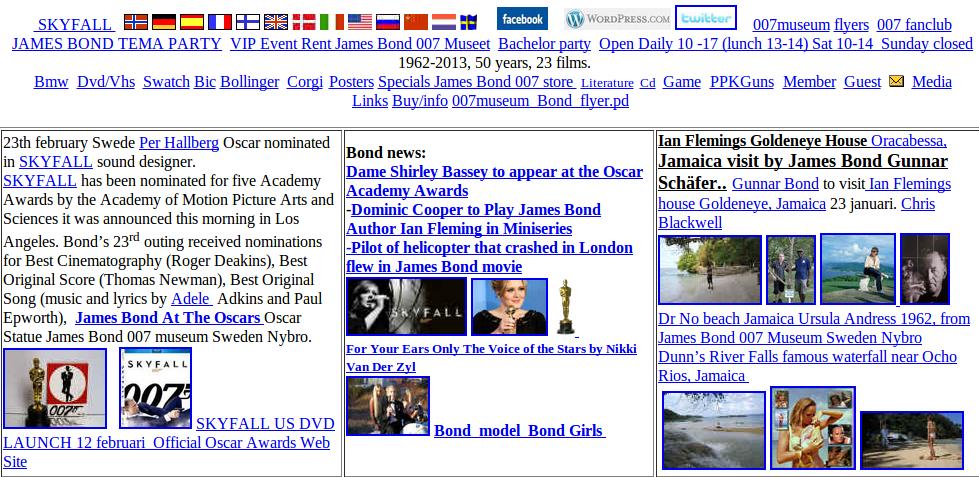 SKYFALL facebook WORDPRESS.COM twitter 007museum flyers 007 fanclub
JAMES BOND TEMA PARTY VIP Event Rent James Bond 007 Museet Bachelor party Open Daily 10 -17 (lunch 13-14) Sat 10-14 Sunday closed
1962-2013, 50 years, 23 films.
Bmw Dvd/Vhs Swatch Bic Bollinger Corgi Posters Specials James Bond 007 store Literature Cd Game PPKGuns Member Guest Media
Links Buy/info 007museum_Bond_flyer.pd
23th february Swede Per Hallberg Oscar nominated
in SKYFALL sound designer.
SKYFALL has been nominated for five Academy
Awards by the Academy of Motion Picture Arts and
Sciences it was announced this morning in Los
Angeles. Bond's 23rd outing received nominations
for Best Cinematography (Roger Deakins), Best
Original Score (Thomas Newman), Best Original
Song (music and lyrics by Adele Adkins and Paul
Epworth), James Bond At The Oscars Oscar
Statue James Bond 007 museum Sweden Nybro.
007 SKYFALL 007 SKYFALL US DVD
LAUNCH 12 februari Official Oscar Awards Web
Site
Bond news:
Dame Shirley Bassey to appear at the Oscar
Academy Awards
-Dominic Cooper to Play James Bond
Author Ian Fleming in Miniseries
-Pilot of helicopter that crashed in London
flew in James Bond movie
SKYFALL
For Your Ears Only The Voice of the Stars by Nikki
Van Der Zyl
Bond_model_Bond Girls
Ian Flemings Goldeneye House Oracabessa,
Jamaica visit by James Bond Gunnar
Schäfer.. Gunnar Bond to visit Ian Flemings
house Goldeneye, Jamaica 23 januari. Chris
Blackwell
Dr No beach Jamaica Ursula Andress 1962, from
James Bond 007 Museum Sweden Nybro
Dunn's River Falls famous waterfall near Ocho
Rios, Jamaica